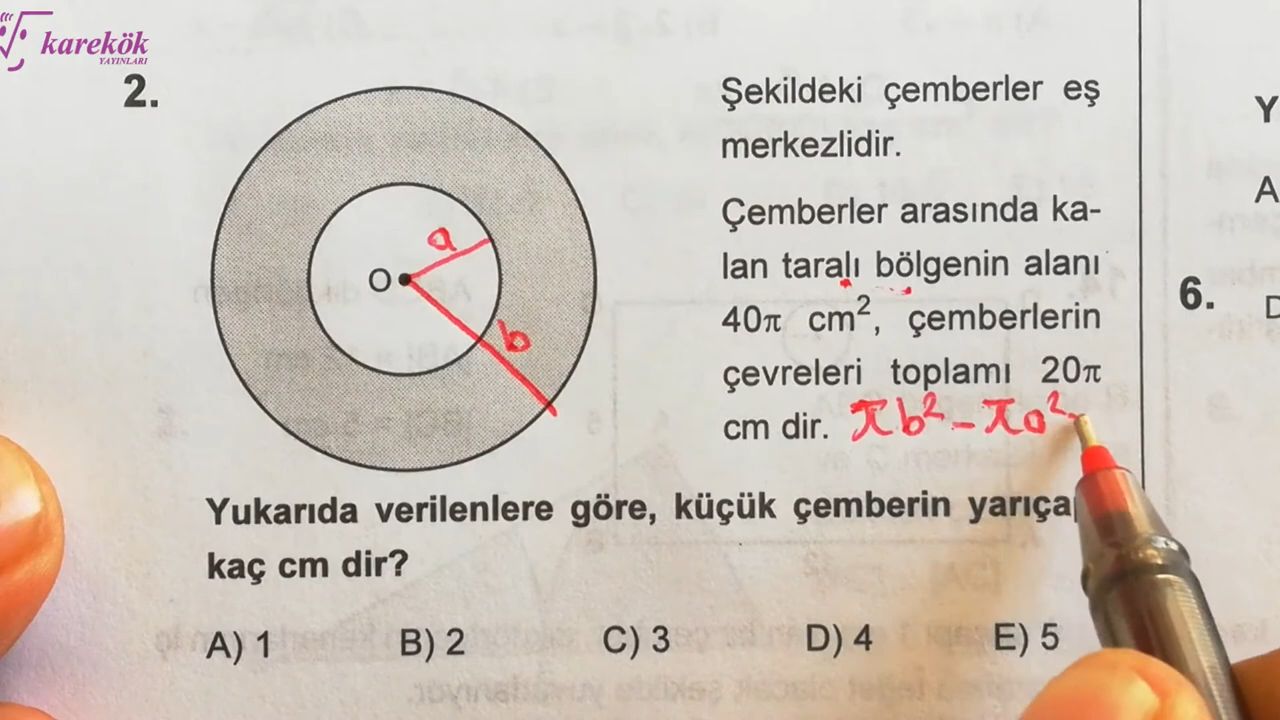 karekök
YAYINLARI
2.
Şekildeki çemberler eş
merkezlidir.
Çemberler arasında ka-
lan taralı bölgenin alanı
40π cm², çemberlerin
çevreleri toplamı 20π
cm dir. πb² - πa²
a
O
b
Yukarıda verilenlere göre, küçük çemberin
kaç cm dir?
A) 1 B) 2 C) 3 D) 4 E) 5
Y
A
6.